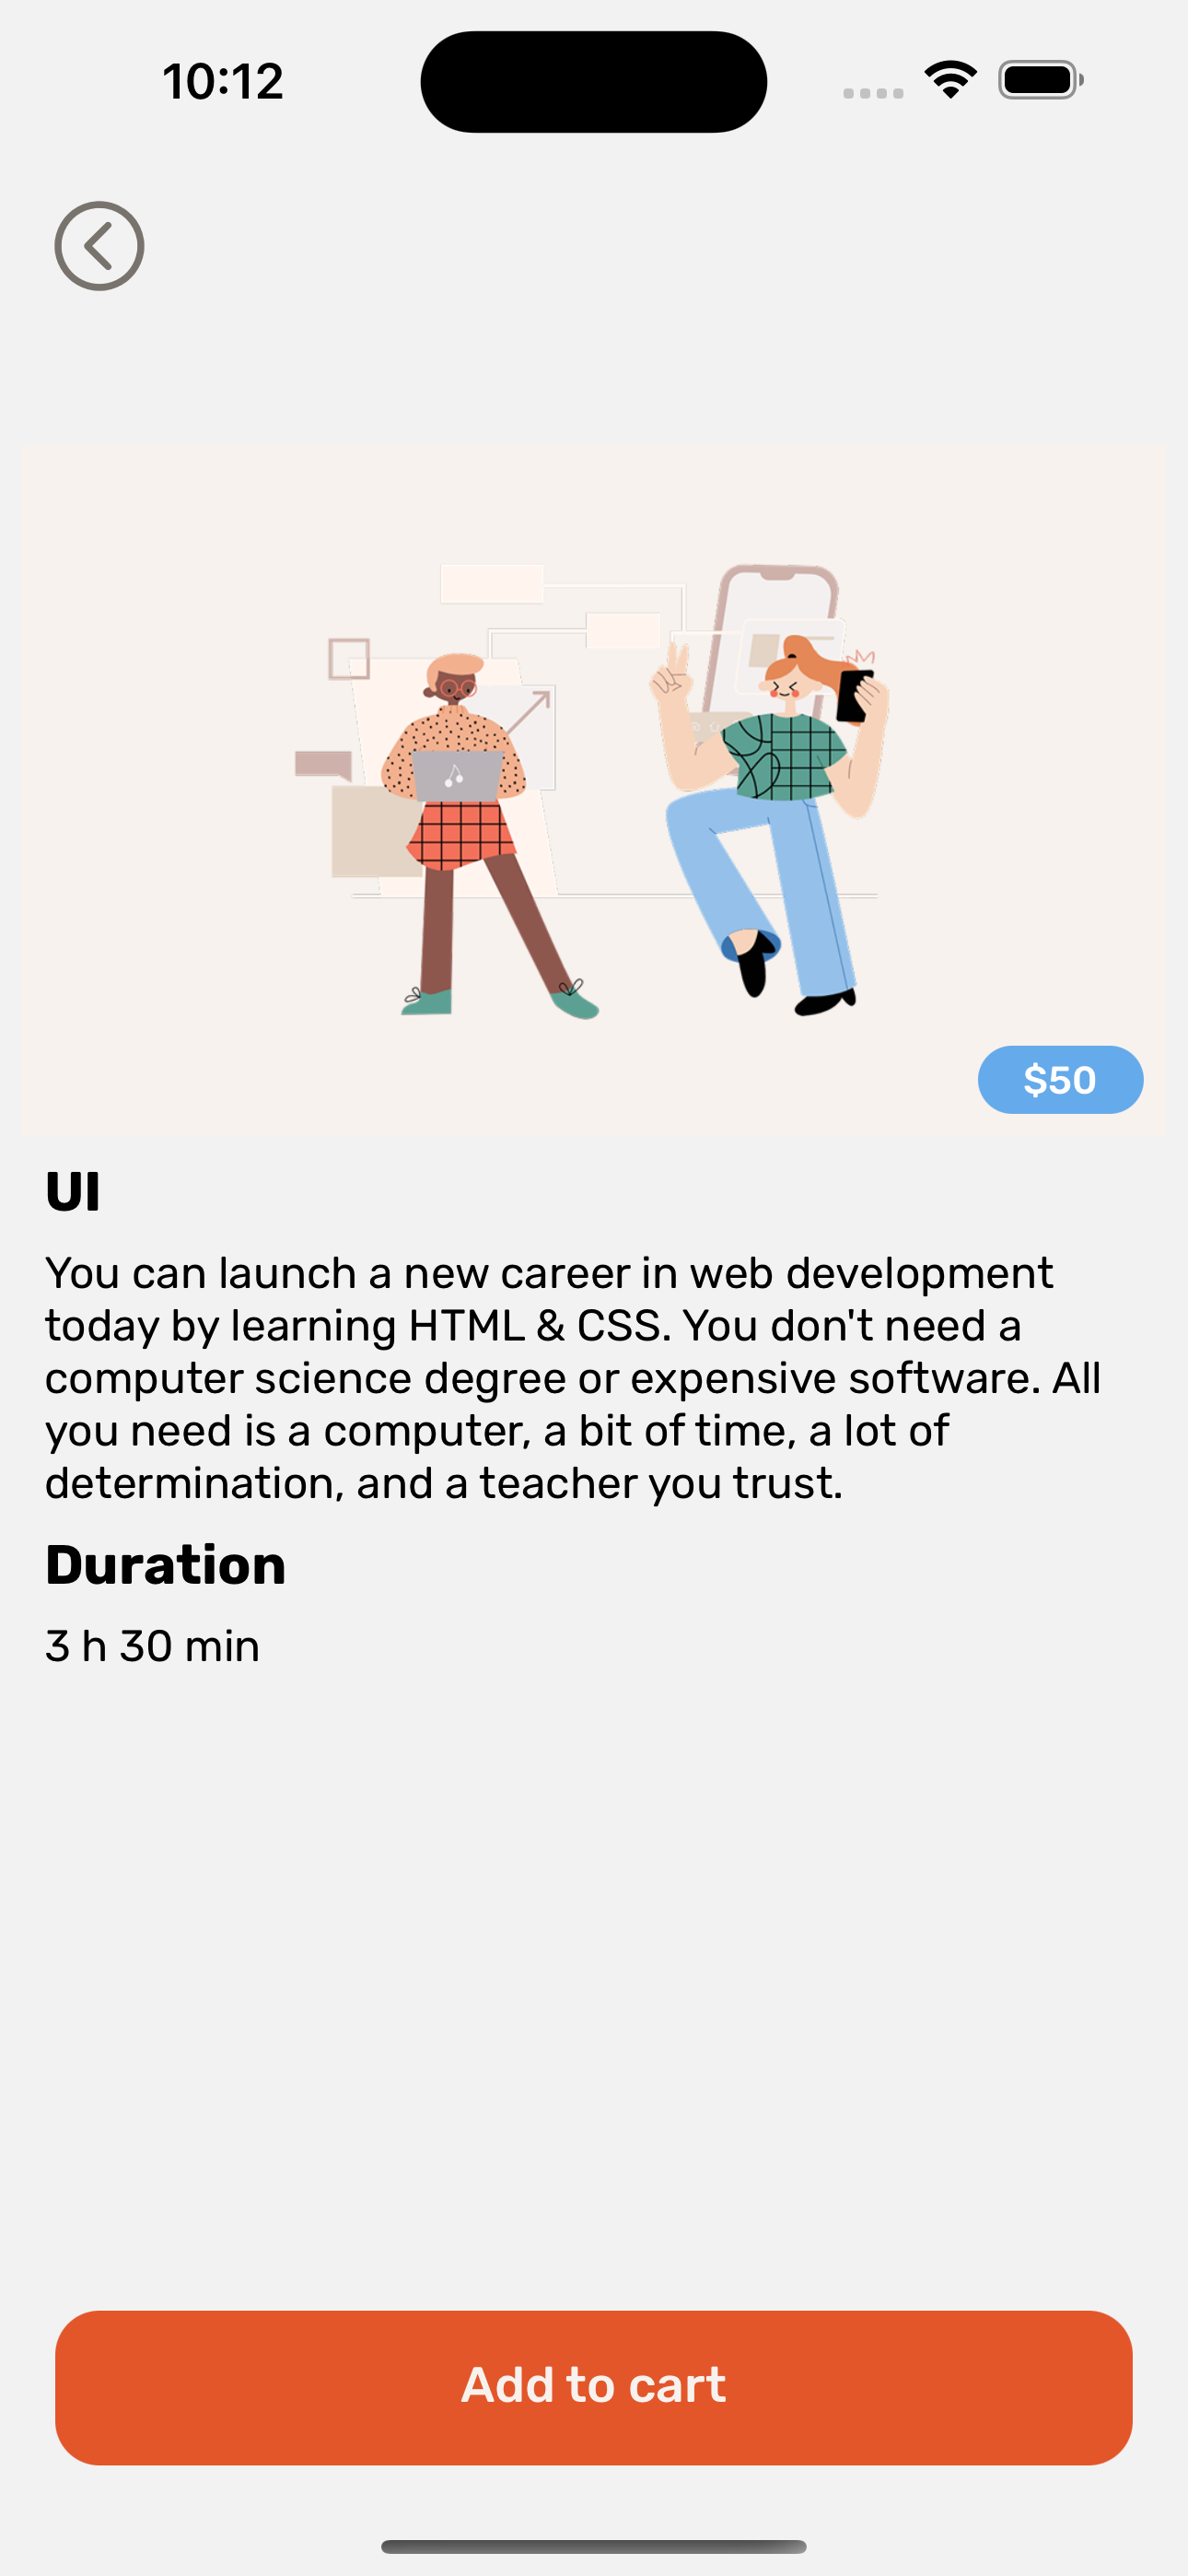 10:12
$50
UI
You can launch a new career in web development
today by learning HTML & CSS. You don't need a
computer science degree or expensive software. All
you need is a computer, a bit of time, a lot of
determination, and a teacher you trust.
Duration
3 h 30 min
Add to cart